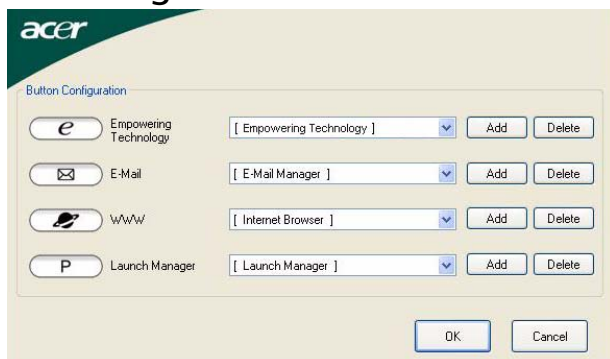 acer
Button Configuration
e Empowering Technology [ Empowering Technology ] Add Delete
E-Mail [ E-Mail Manager ] Add Delete
WWW [ Internet Browser ] Add Delete
P Launch Manager [ Launch Manager ] Add Delete
OK Cancel